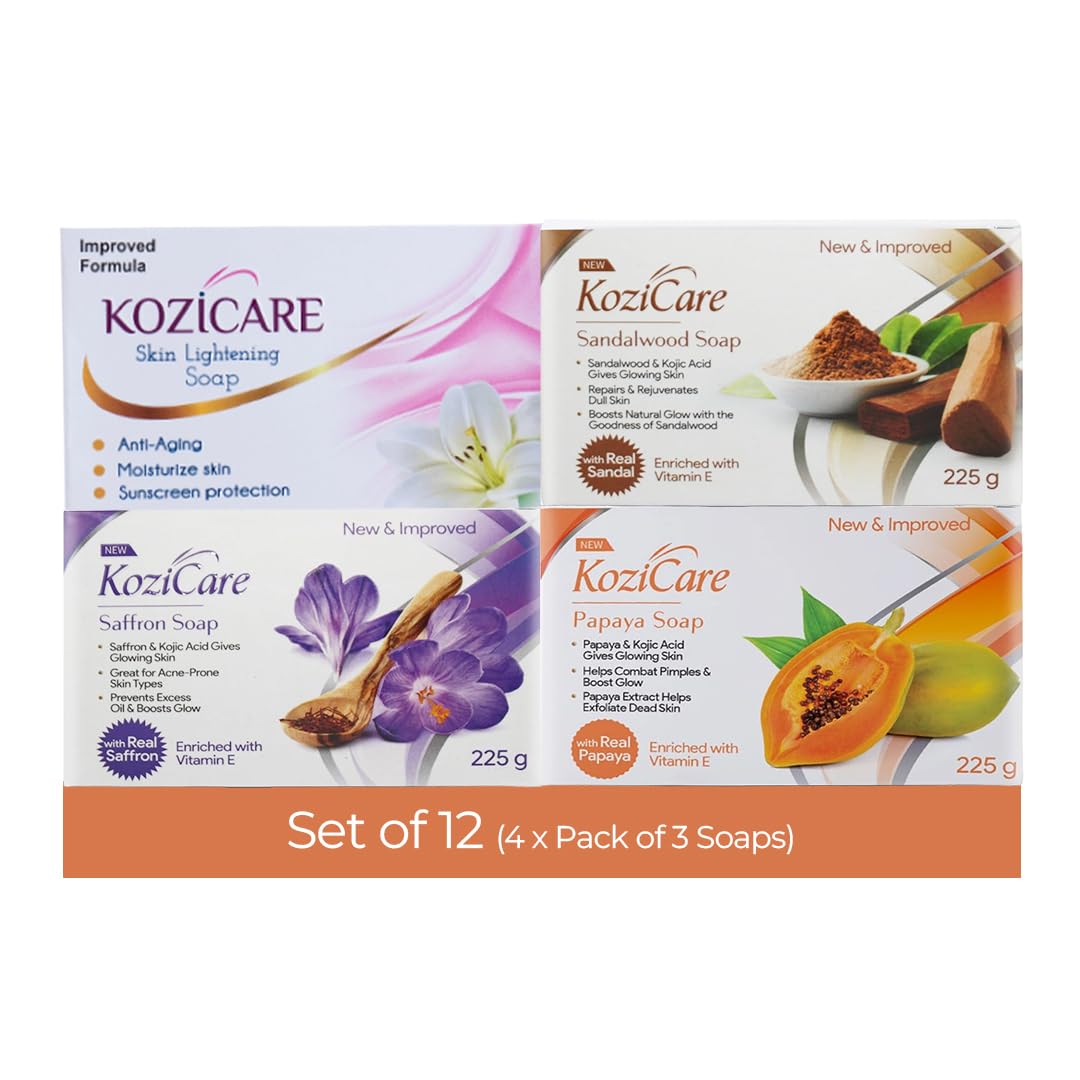 Improved
Formula
KOZICARE
Skin Lightening
Soap
Anti-Aging
Moisturize skin
Sunscreen protection
New & Improved
NEW
KoziCare
Sandalwood Soap
• Sandalwood & Kojic Acid
Gives Glowing Skin
• Repairs & Rejuvenates
Dull Skin
• Boosts Natural Glow with the
Goodness of Sandalwood
with Real
Sandal
Enriched with
Vitamin E
225 g
New & Improved
NEW
KoziCare
Saffron Soap
• Saffron & Kojic Acid Gives
Glowing Skin
• Great for Acne-Prone
Skin Types
• Prevents Excess
Oil & Boosts Glow
with Real
Saffron
Enriched with
Vitamin E
225 g
New & Improved
NEW
KoziCare
Papaya Soap
• Papaya & Kojic Acid
Gives Glowing Skin
• Helps Combat Pimples &
Boost Glow
• Papaya Extract Helps
Exfoliate Dead Skin
with Real
Papaya
Enriched with
Vitamin E
225 g
Set of 12 (4 x Pack of 3 Soaps)